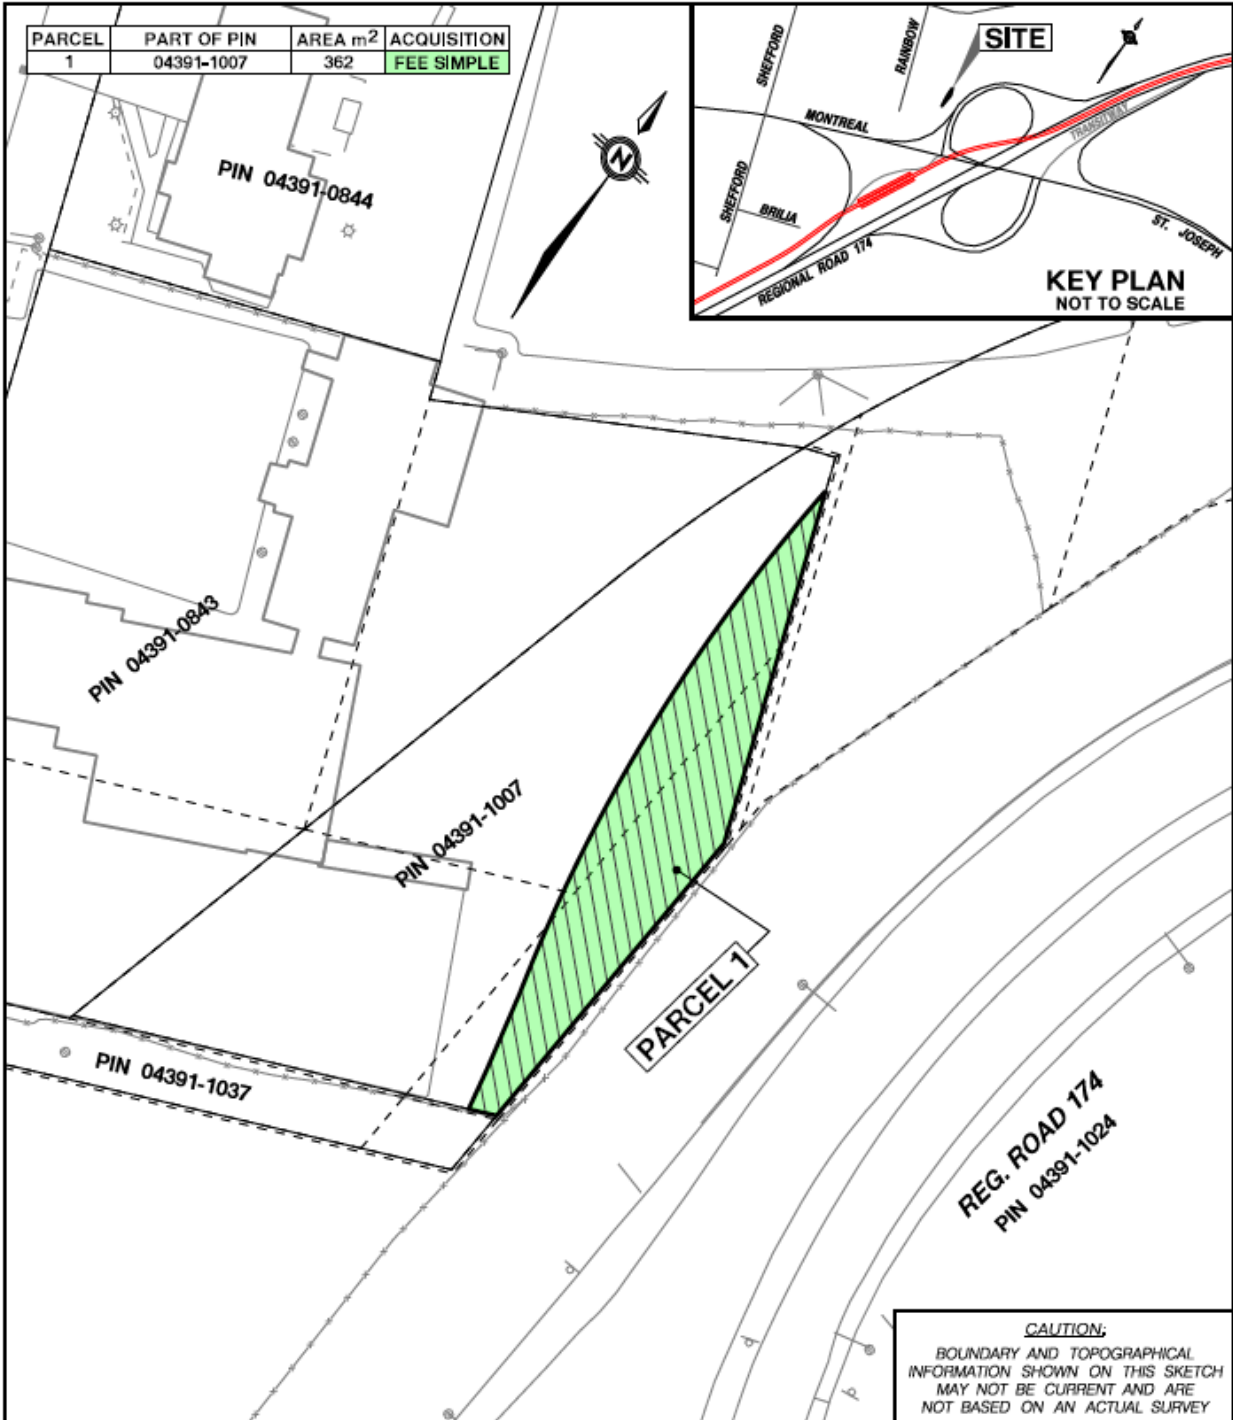 PARCEL PART OF PIN AREA m² ACQUISITION
1 04391-1007 362 FEE SIMPLE
SHEFFORD
RAINBOW
SITE
MONTREAL
TRANSITWAY
SHEFFORD
BRILIA
ST. JOSEPH
REGIONAL ROAD 174
KEY PLAN
NOT TO SCALE
N
PIN 04391-0844
PIN 04391-0843
PIN 04391-1007
PARCEL 1
PIN 04391-1037
REG. ROAD 174
PIN 04391-1024
CAUTION:
BOUNDARY AND TOPOGRAPHICAL
INFORMATION SHOWN ON THIS SKETCH
MAY NOT BE CURRENT AND ARE
NOT BASED ON AN ACTUAL SURVEY